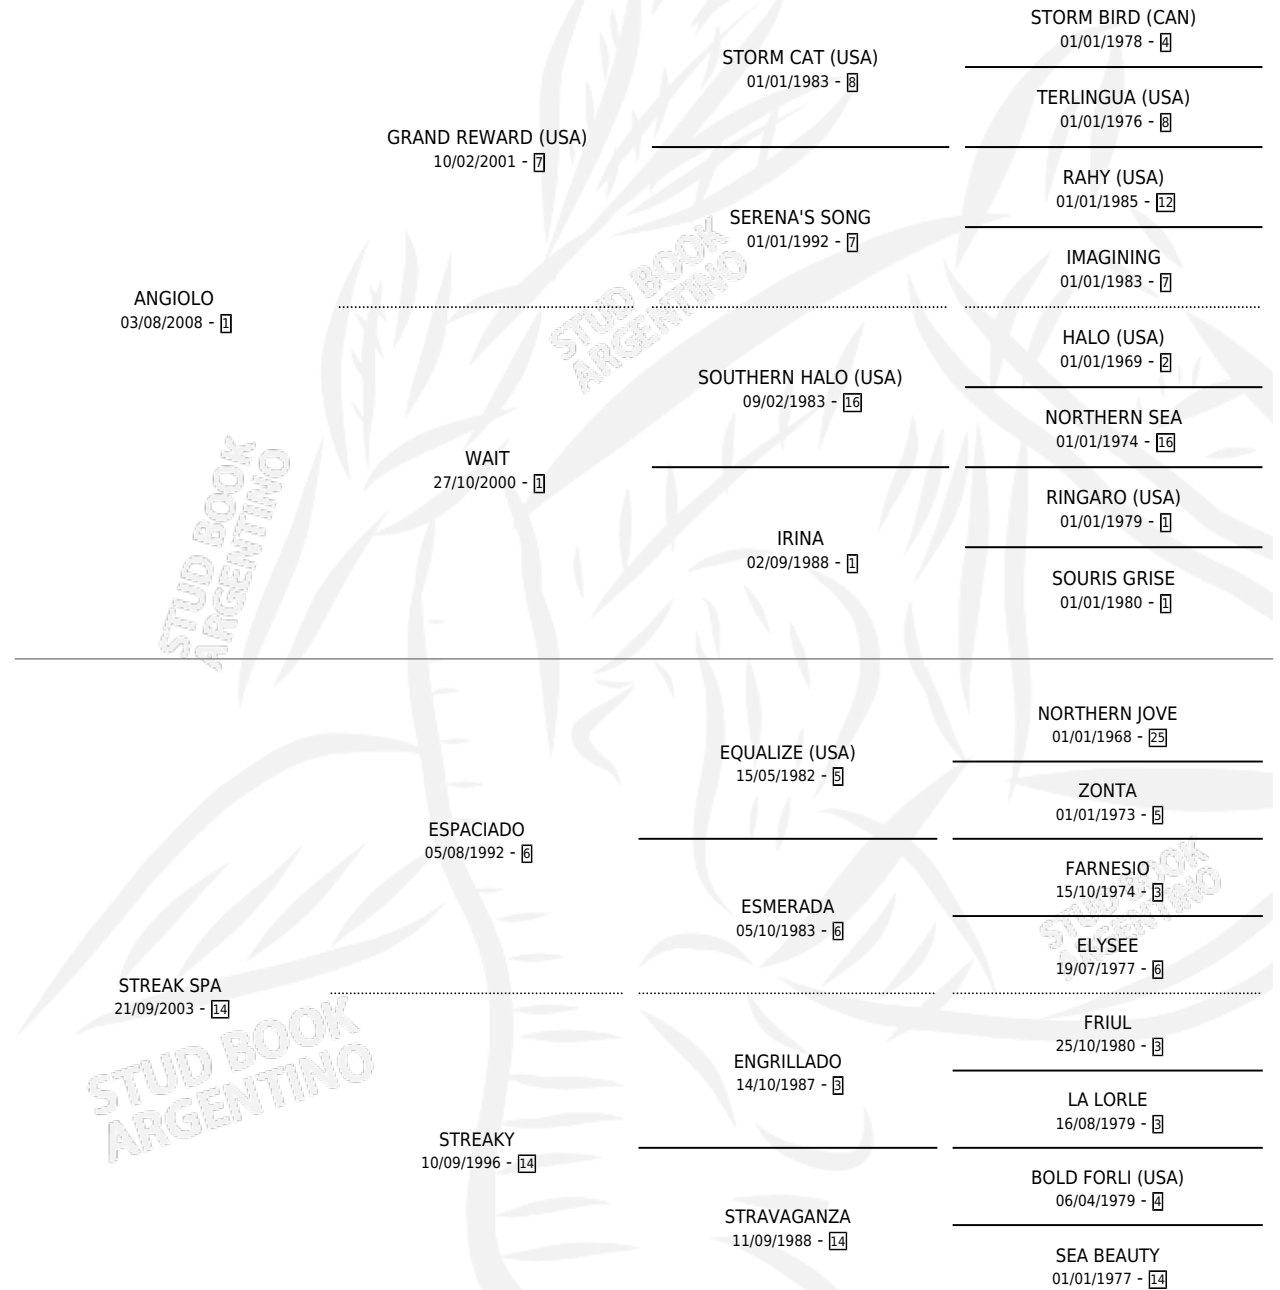 STORM BIRD (CAN)
01/01/1978 - 4
STORM CAT (USA)
01/01/1983 - 8
TERLINGUA (USA)
01/01/1976 - 8
GRAND REWARD (USA)
10/02/2001 - 7
RAHY (USA)
01/01/1985 - 12
SERENA'S SONG
01/01/1992 - 7
IMAGINING
01/01/1983 - 7
ANGIOLO
03/08/2008 - 1
HALO (USA)
01/01/1969 - 2
SOUTHERN HALO (USA)
09/02/1983 - 16
NORTHERN SEA
01/01/1974 - 16
WAIT
27/10/2000 - 1
RINGARO (USA)
01/01/1979 - 1
IRINA
02/09/1988 - 1
SOURIS GRISE
01/01/1980 - 1
STUD BOOK
ARGENTINO
STUD BOOK
ARGENTINO
NORTHERN JOVE
01/01/1968 - 25
EQUALIZE (USA)
15/05/1982 - 5
ZONTA
01/01/1973 - 5
ESPACIADO
05/08/1992 - 6
FARNESIO
15/10/1974 - 3
ESMERADA
05/10/1983 - 6
ELYSEE
19/07/1977 - 6
STREAK SPA
21/09/2003 - 14
FRIUL
25/10/1980 - 3
ENGRILLADO
14/10/1987 - 3
LA LORLE
16/08/1979 - 3
STREAKY
10/09/1996 - 14
BOLD FORLI (USA)
06/04/1979 - 4
STRAVAGANZA
11/09/1988 - 14
SEA BEAUTY
01/01/1977 - 14
STUD BOOK
ARGENTINO
STUD BOOK
ARGENTINO